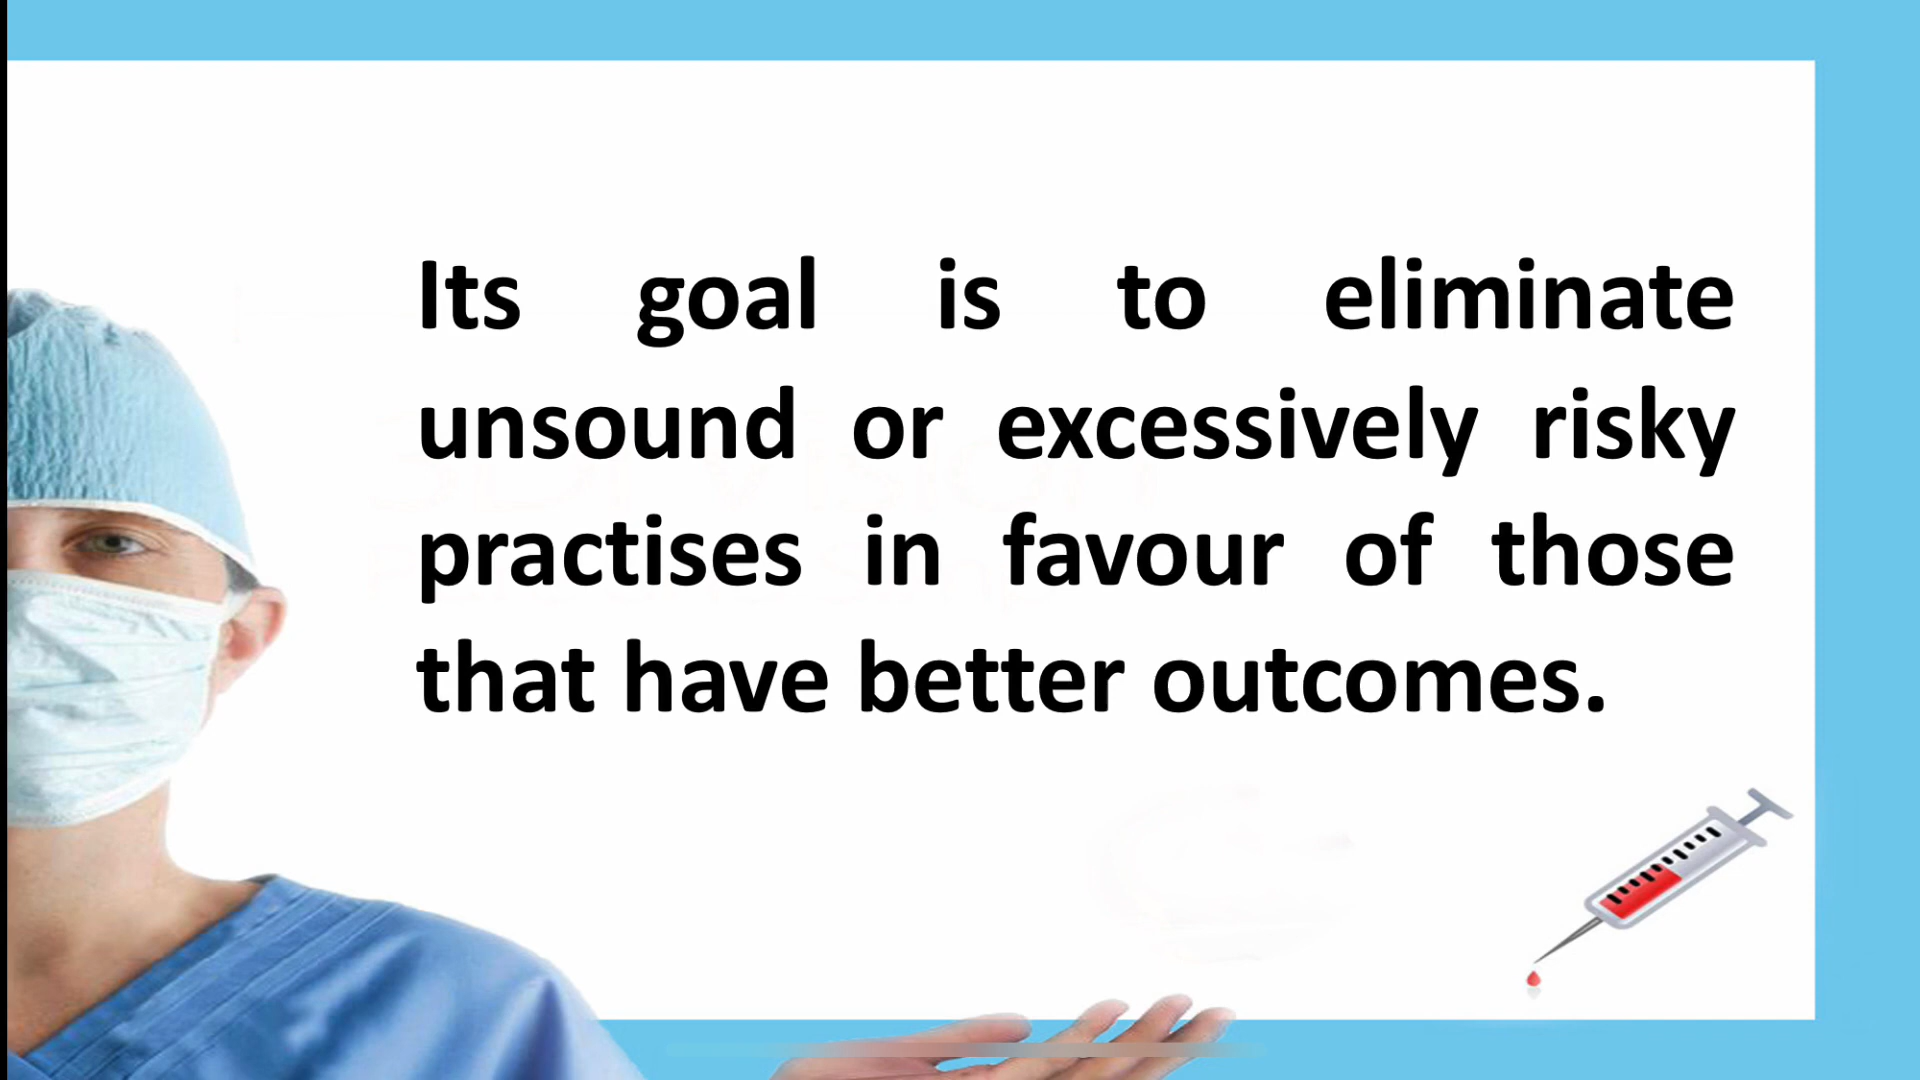 Its goal is to eliminate
unsound or excessively risky
practises in favour of those
that have better outcomes.